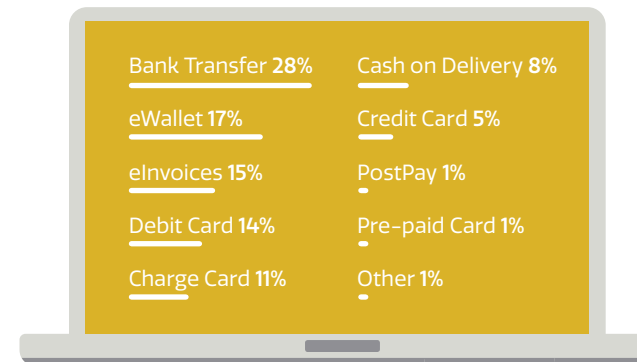 Bank Transfer 28%
eWallet 17%
eInvoices 15%
Debit Card 14%
Charge Card 11%
Cash on Delivery 8%
Credit Card 5%
PostPay 1%
Pre-paid Card 1%
Other 1%